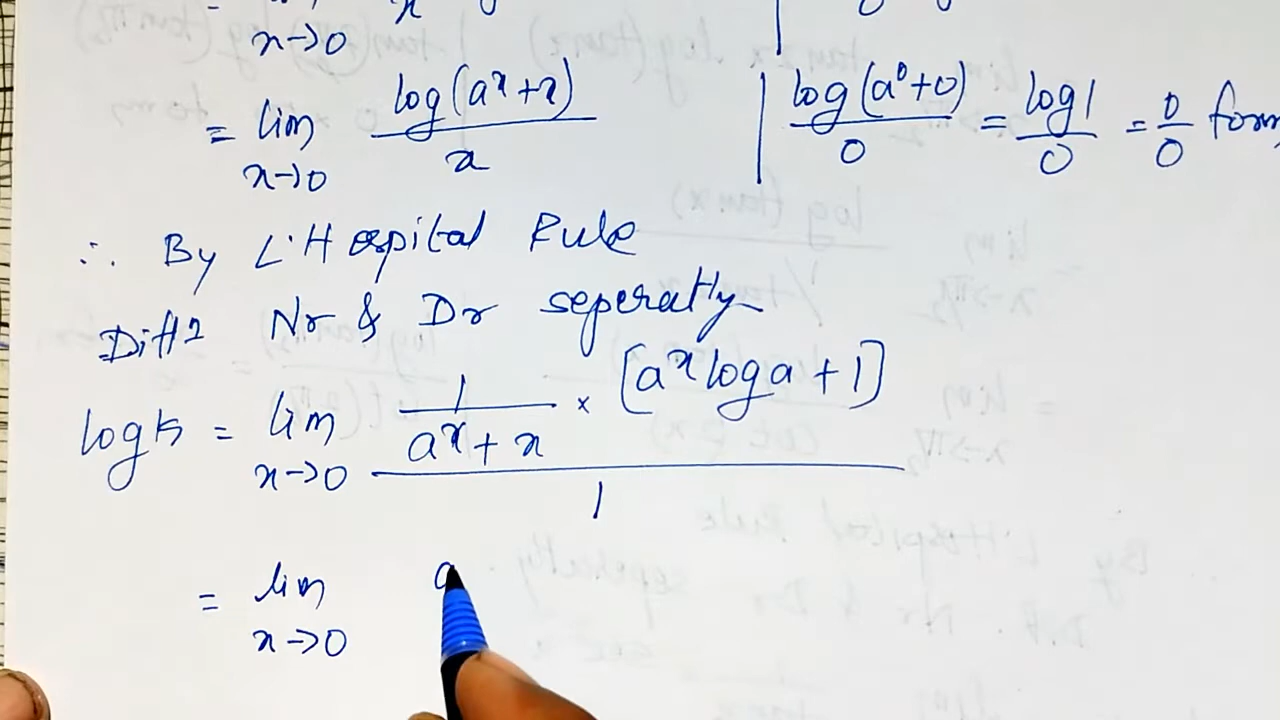 x→0
= lim x→0 log(a^x+x)/x | log(a^0+0)/0 = log1/0 = 0/0 form
∴ By L'Hospital Rule
Diff² Nr & Dr seperatly
logk = lim x→0 1/(a^x+x) × [a^x log a + 1] / 1
= lim x→0 a